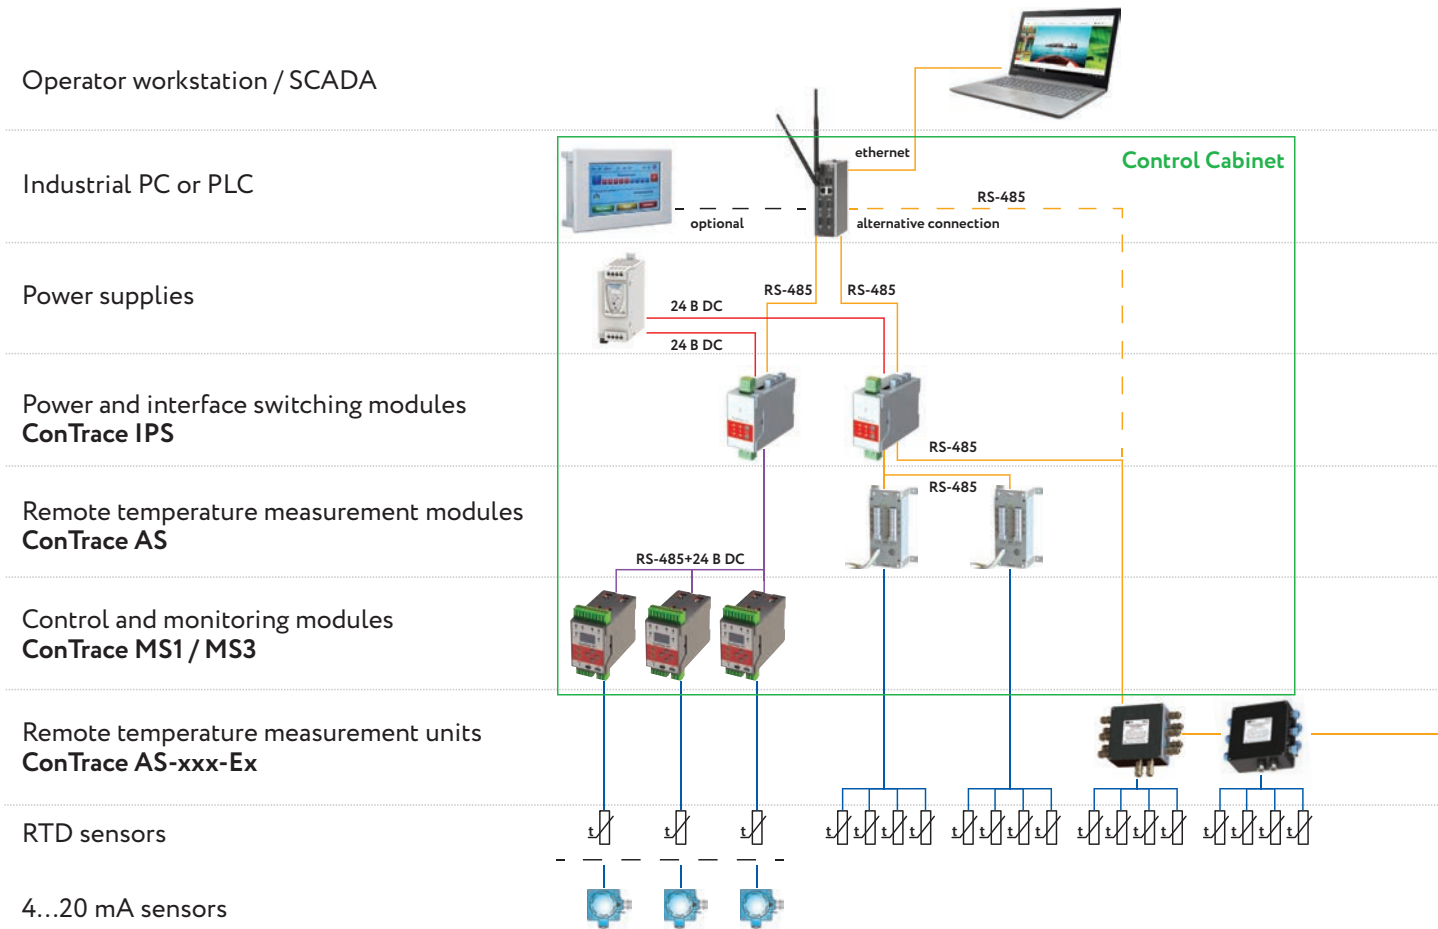 Operator workstation / SCADA
ethernet
Control Cabinet
Industrial PC or PLC
RS-485
optional
alternative connection
Power supplies
RS-485
RS-485
24 В DC
24 В DC
Power and interface switching modules
ConTrace IPS
RS-485
RS-485
Remote temperature measurement modules
ConTrace AS
RS-485+24 В DC
Control and monitoring modules
ConTrace MS1 / MS3
Remote temperature measurement units
ConTrace AS-xxx-Ex
RTD sensors
t t t t t t t t t t t t t t t t t t t
4...20 mA sensors